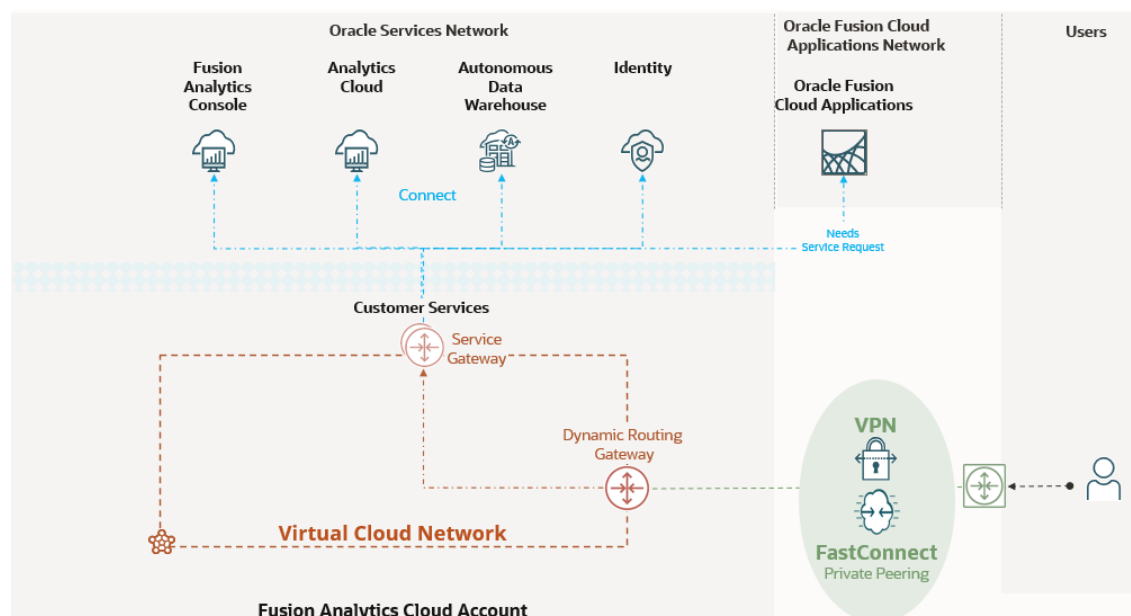 Oracle Services Network
Oracle Fusion Cloud
Applications Network
Users
Fusion
Analytics
Console
Analytics
Cloud
Autonomous
Data
Warehouse
Identity
Oracle Fusion
Cloud Applications
A
Connect
Needs
Service Request
Customer Services
Service
Gateway
Dynamic Routing
Gateway
VPN
Virtual Cloud Network
FastConnect
Private Peering
Fusion Analytics Cloud Account